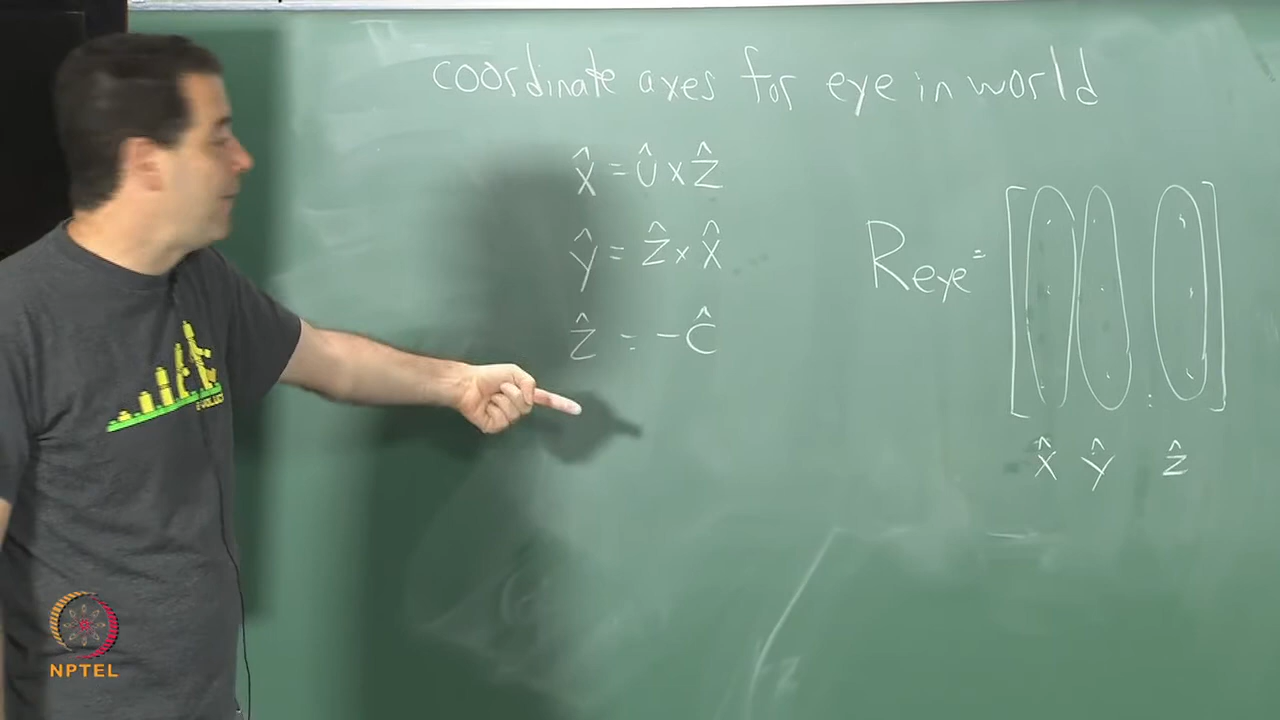 coordinate axes for eye in world
x̂ = û × ẑ
ŷ = ẑ × x̂
ẑ = -ĉ
Reye =
x̂ ŷ ẑ
NPTEL